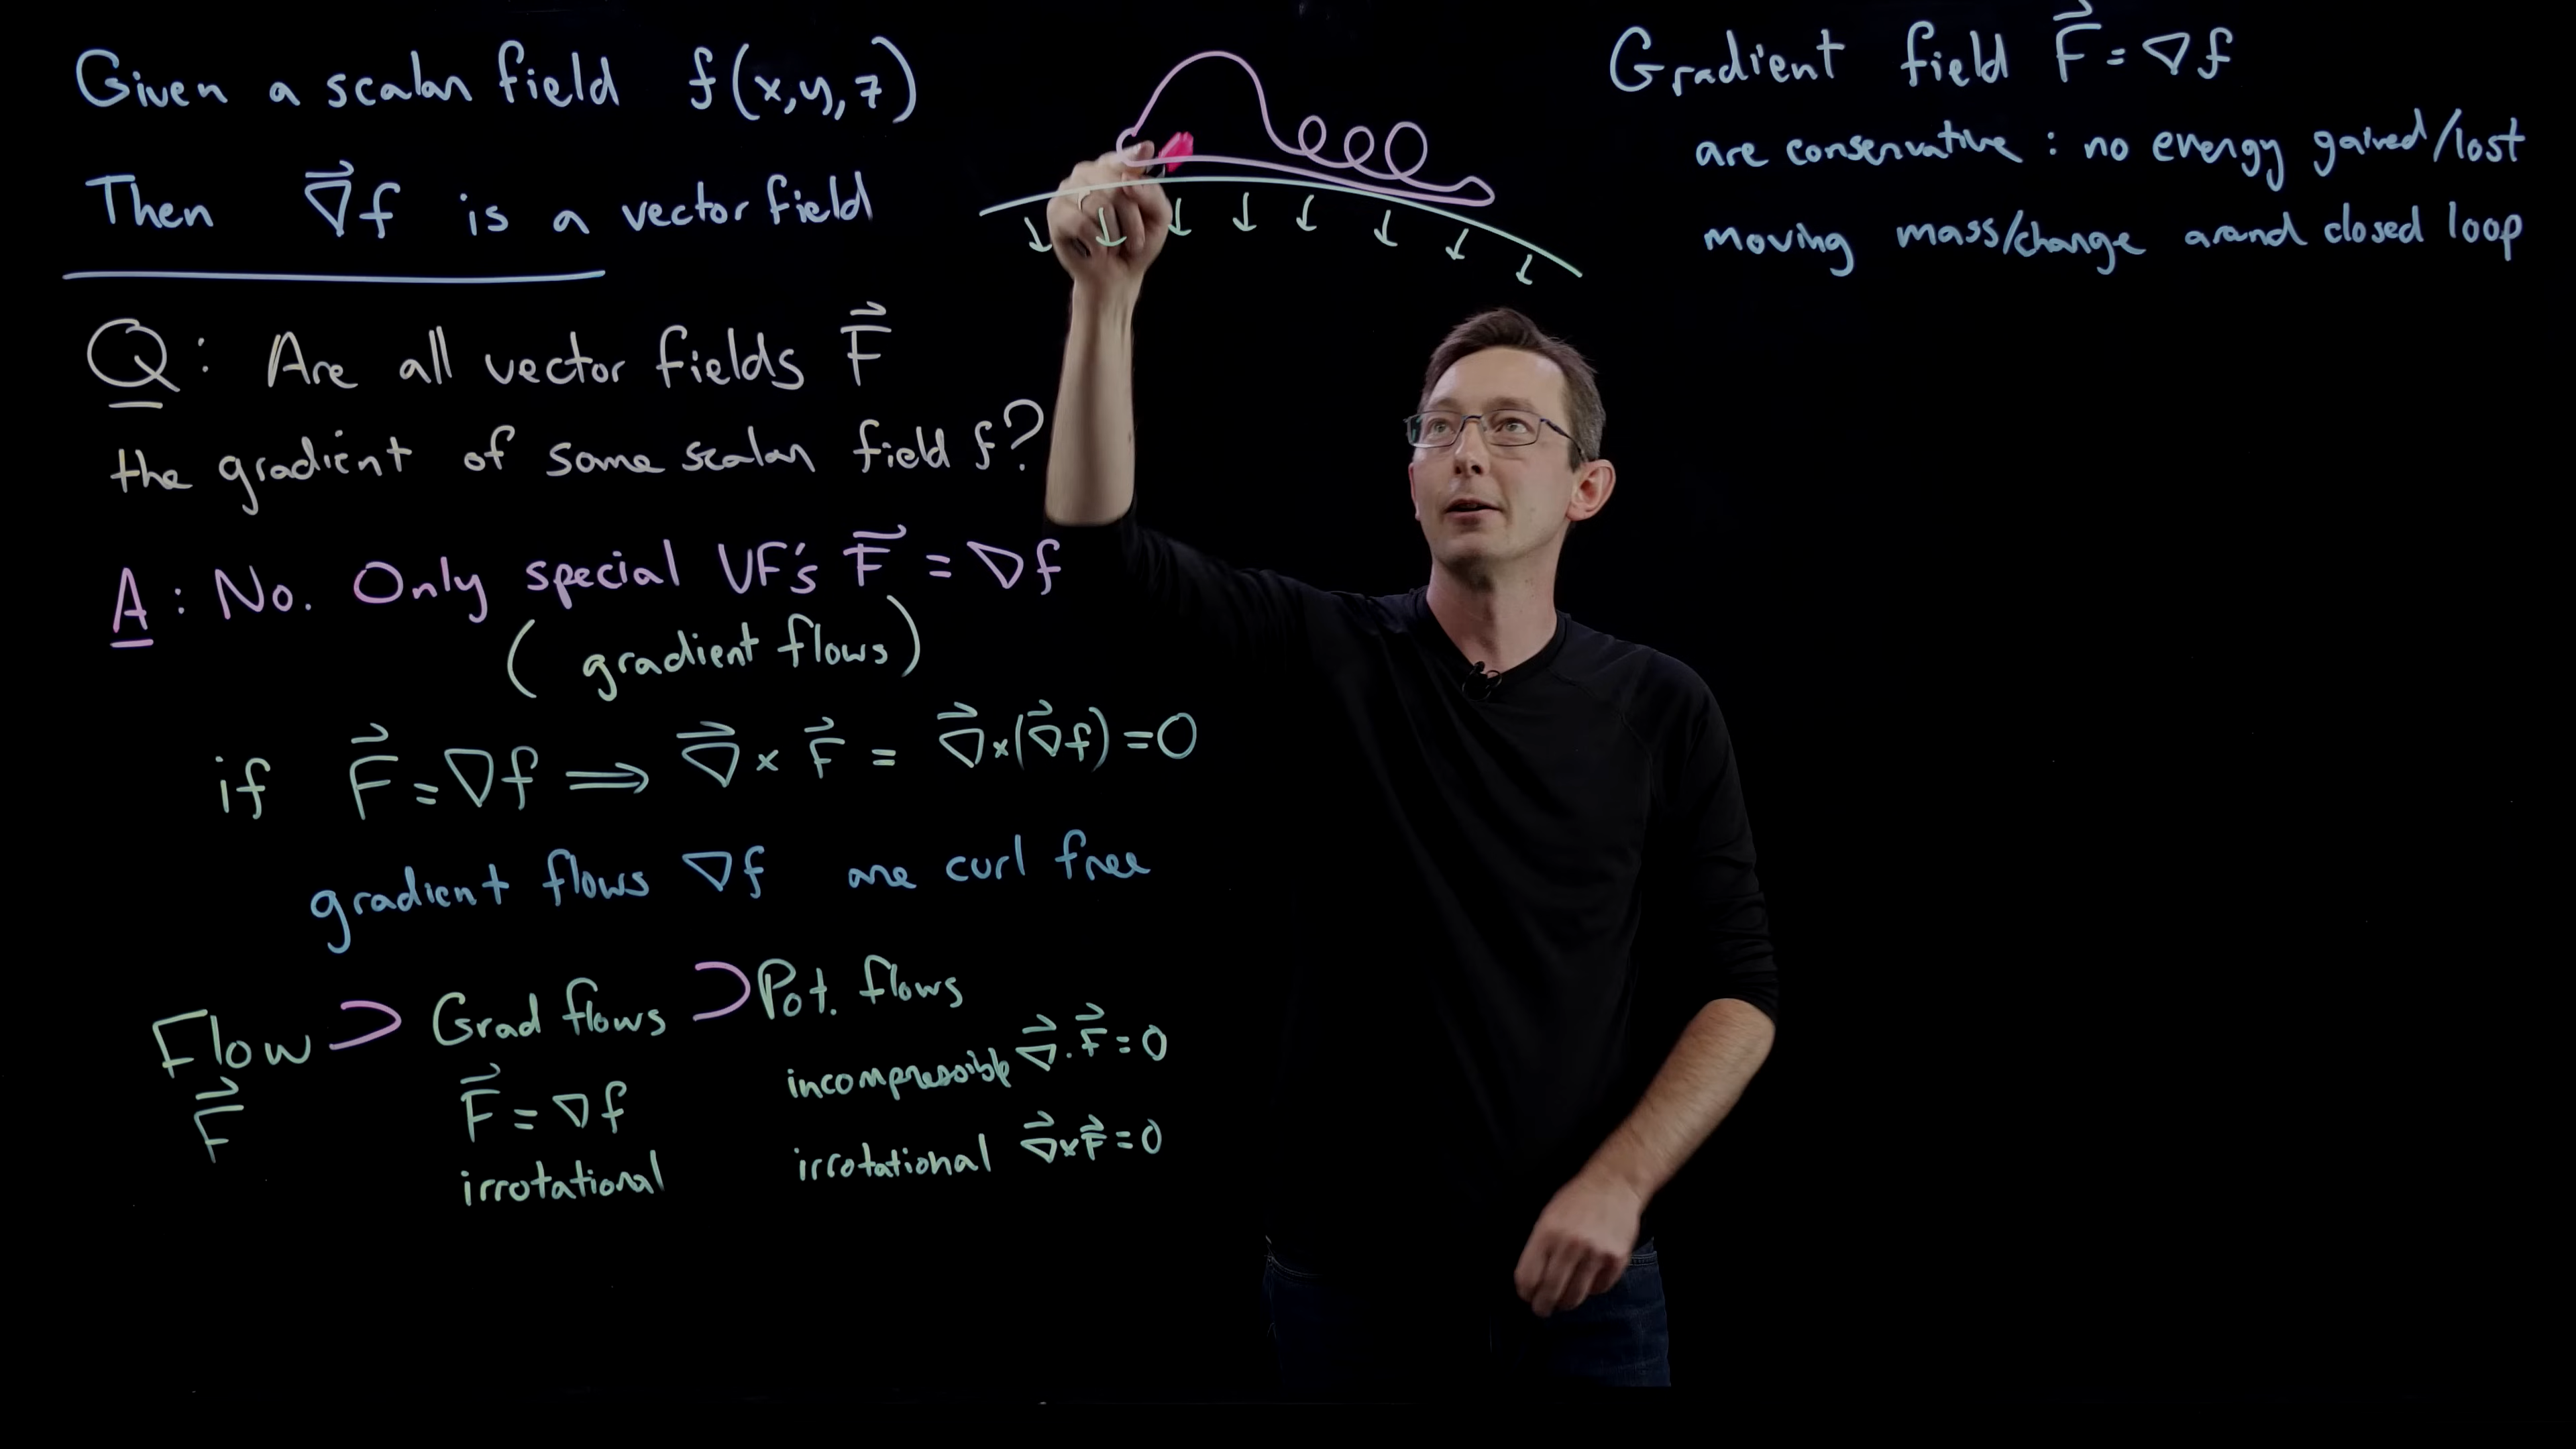 Given a scalar field f(x,y,z)
Then ∇⃗f is a vector field
Q: Are all vector fields F⃗
the gradient of some scalar field f?
A: No. Only special VF's F⃗ = ∇f
(gradient flows)
if F⃗ = ∇f ⟹ ∇⃗ × F⃗ = ∇⃗×(∇⃗f) = 0
gradient flows ∇f are curl free
Flow ⊃ Grad flows ⊃ Pot. flows
F⃗
F⃗ = ∇f
irrotational
incompressible ∇⃗·F⃗ = 0
irrotational ∇⃗×F⃗ = 0
Gradient field F⃗ = ∇f
are conservative: no energy gained/lost
moving mass/charge around closed loop